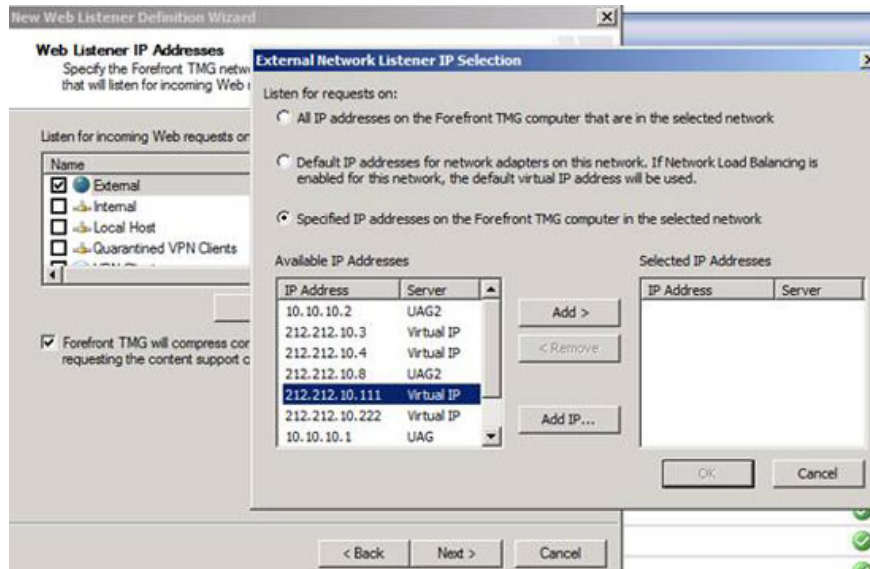 New Web Listener Definition Wizard
Web Listener IP Addresses
Specify the Forefront TMG
that will listen for incoming Web
Listen for incoming Web requests
Name
External
Internal
Local Host
Quarantined VPN Clients
Forefront TMG will compress
requesting the content support
< Back
Next >
Cancel
External Network Listener IP Selection
Listen for requests on:
All IP addresses on the Forefront TMG computer that are in the selected network
Default IP addresses for network adapters on this network. If Network Load Balancing is
enabled for this network, the default virtual IP address will be used.
Specified IP addresses on the Forefront TMG computer in the selected network
Available IP Addresses
IP Address Server
10.10.10.2 UAG2
212.212.10.3 Virtual IP
212.212.10.4 Virtual IP
212.212.10.8 UAG2
212.212.10.111 Virtual IP
212.212.10.222 Virtual IP
10.10.10.1 UAG
Add >
< Remove
Add IP...
Selected IP Addresses
IP Address Server
OK
Cancel